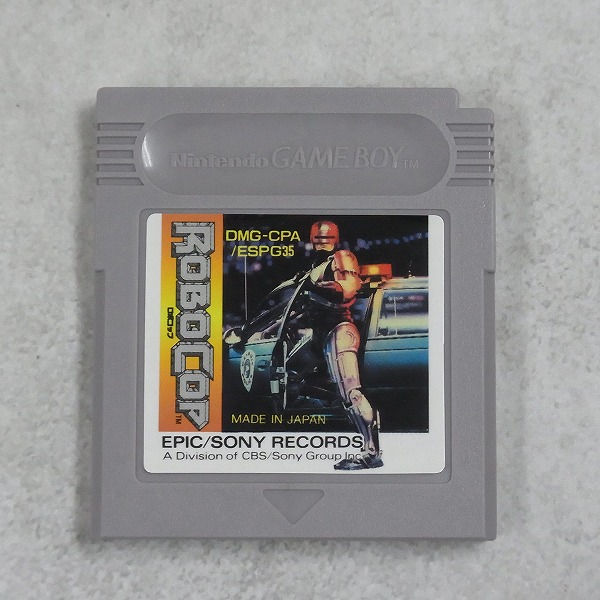 Nintendo GAME BOY TM
ROBOCOP TM
ロボコップ
DMG-CPA
/ESPG35
MADE IN JAPAN
EPIC/SONY RECORDS
A Division of CBS/Sony Group Inc.